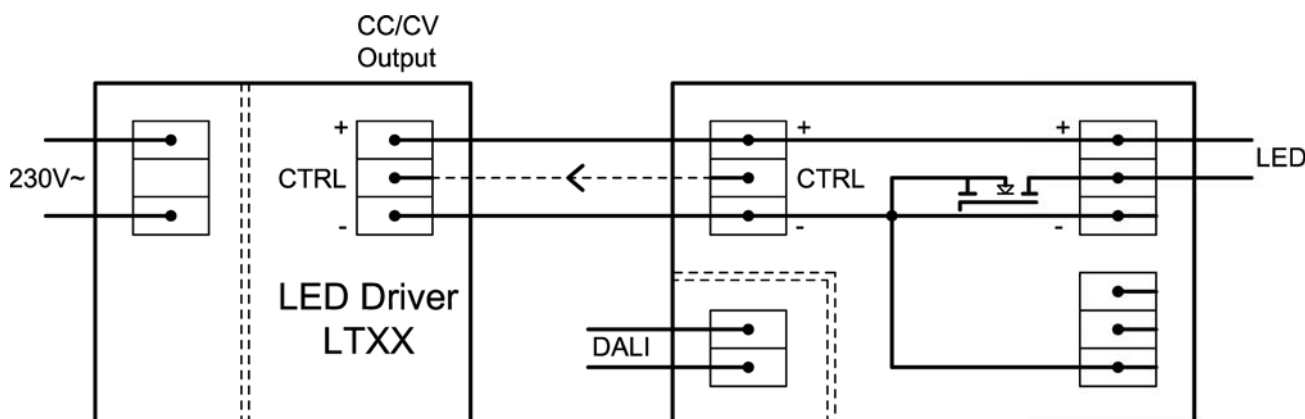 CC/CV
Output
+
+
+
230V~
CTRL
CTRL
LED
-
-
-
LED Driver
LTXX
DALI